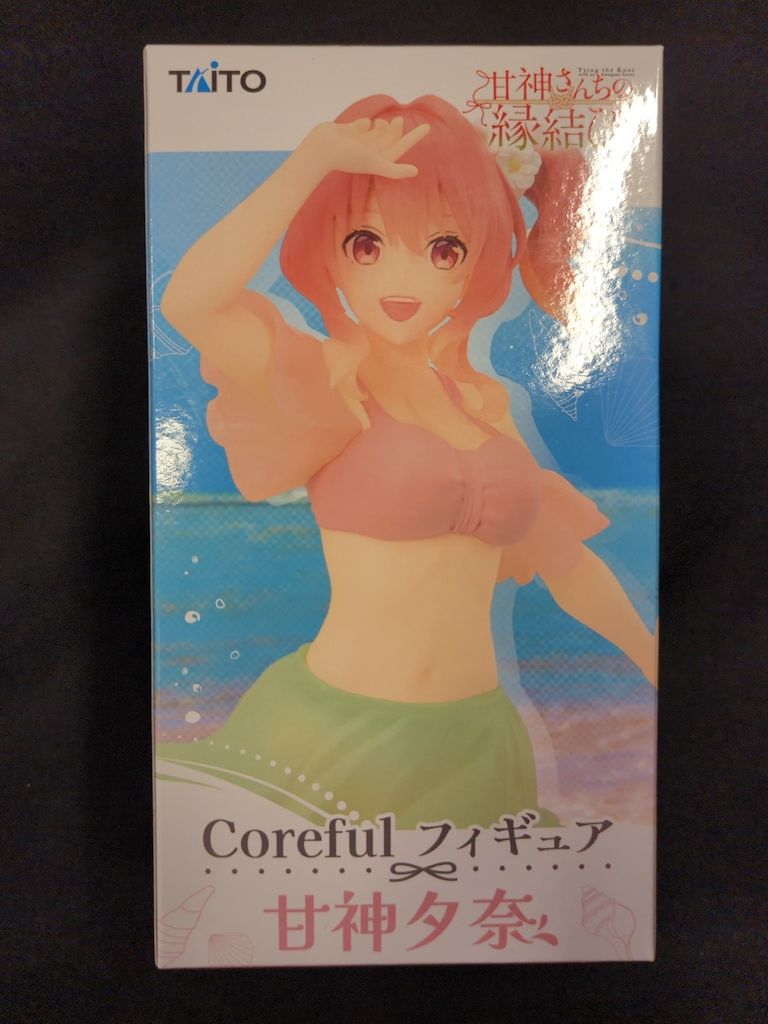 TAITO
Tying the Knot
甘神さんちの
縁結び
Coreful フィギュア
甘神夕奈